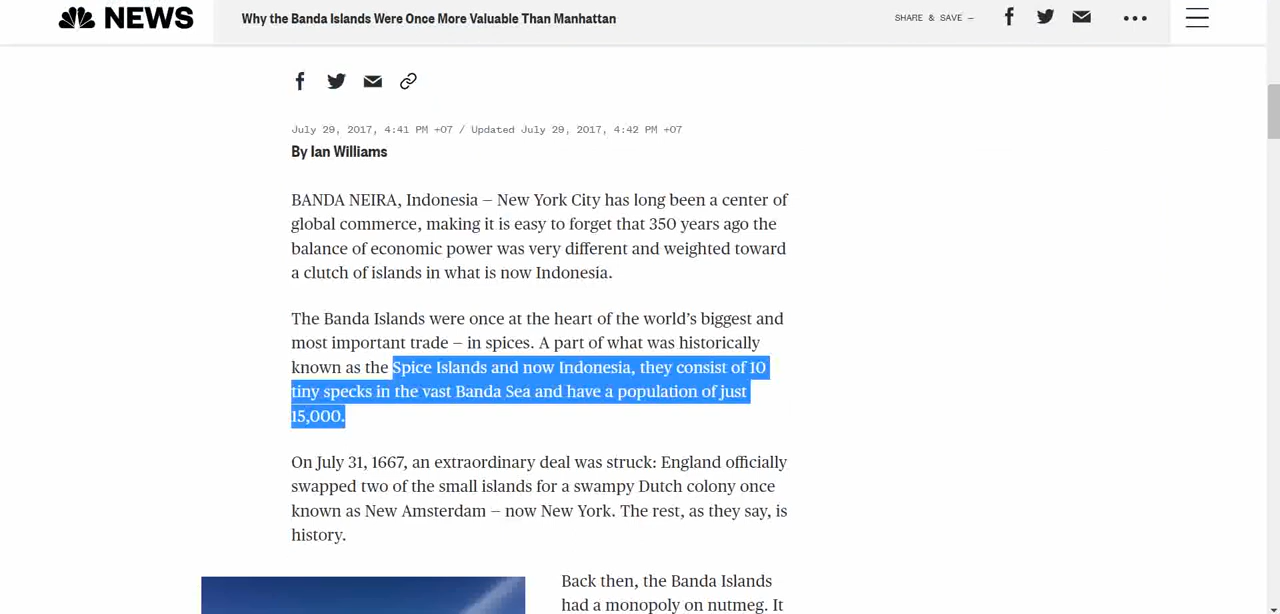 NEWS
Why the Banda Islands Were Once More Valuable Than Manhattan
SHARE & SAVE —
July 29, 2017, 4:41 PM +07 / Updated July 29, 2017, 4:42 PM +07
By Ian Williams
BANDA NEIRA, Indonesia — New York City has long been a center of
global commerce, making it is easy to forget that 350 years ago the
balance of economic power was very different and weighted toward
a clutch of islands in what is now Indonesia.
The Banda Islands were once at the heart of the world’s biggest and
most important trade — in spices. A part of what was historically
known as the Spice Islands and now Indonesia, they consist of 10
tiny specks in the vast Banda Sea and have a population of just
15,000.
On July 31, 1667, an extraordinary deal was struck: England officially
swapped two of the small islands for a swampy Dutch colony once
known as New Amsterdam — now New York. The rest, as they say, is
history.
Back then, the Banda Islands
had a monopoly on nutmeg. It